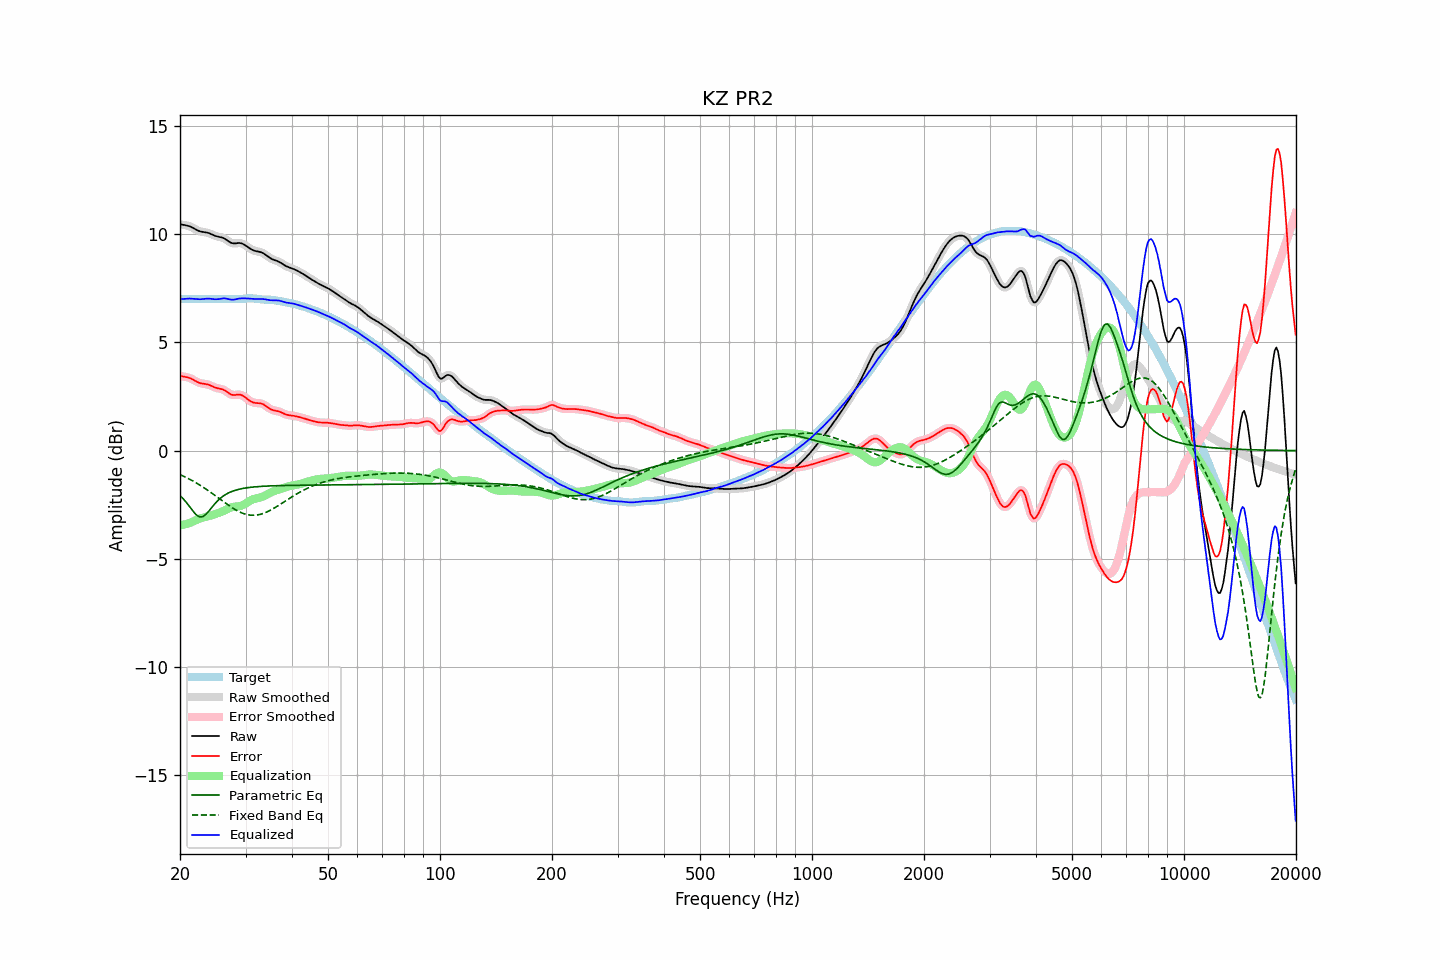 KZ PR2
15
10
5
0
−5
−10
−15
Amplitude (dBr)
Target
Raw Smoothed
Error Smoothed
Raw
Error
Equalization
Parametric Eq
Fixed Band Eq
Equalized
20 50 100 200 500 1000 2000 5000 10000 20000
Frequency (Hz)